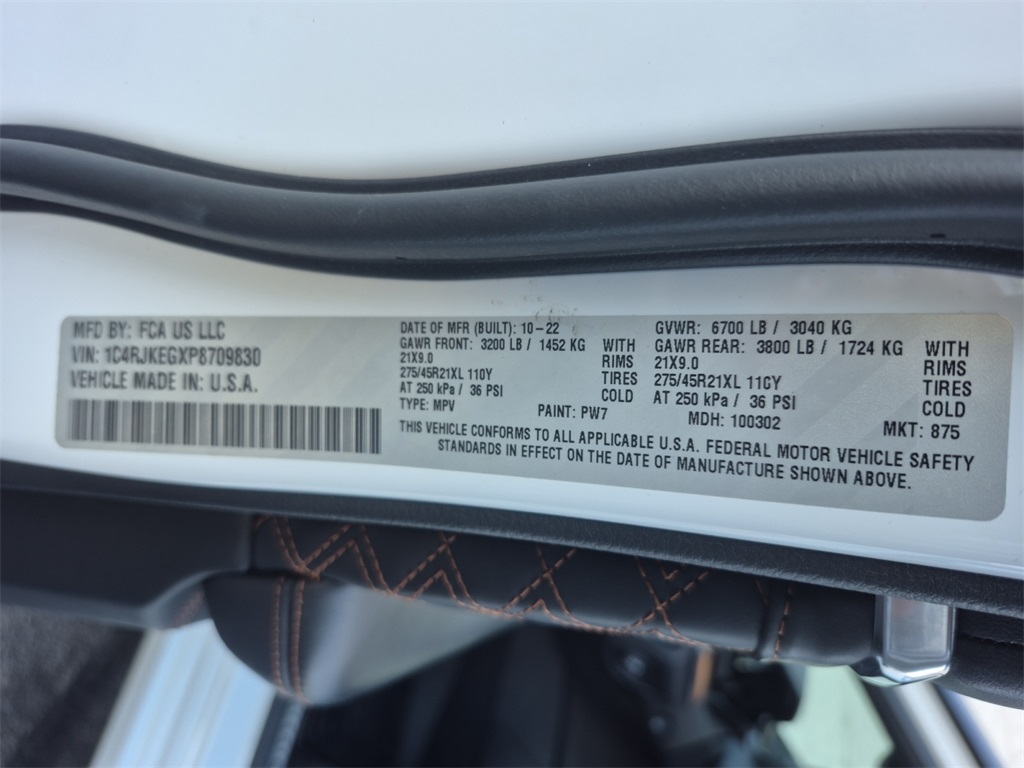 MFD BY: FCA US LLC
VIN: 1C4RJKEGXP8709830
VEHICLE MADE IN: U.S.A.
DATE OF MFR (BUILT): 10-22
GAWR FRONT: 3200 LB / 1452 KG WITH
21X9.0 RIMS
275/45R21XL 110Y TIRES
AT 250 kPa / 36 PSI COLD
TYPE: MPV PAINT: PW7
GVWR: 6700 LB / 3040 KG
GAWR REAR: 3800 LB / 1724 KG WITH
21X9.0 RIMS
275/45R21XL 110Y TIRES
AT 250 kPa / 36 PSI COLD
MDH: 100302 MKT: 875
THIS VEHICLE CONFORMS TO ALL APPLICABLE U.S.A. FEDERAL MOTOR VEHICLE SAFETY
STANDARDS IN EFFECT ON THE DATE OF MANUFACTURE SHOWN ABOVE.